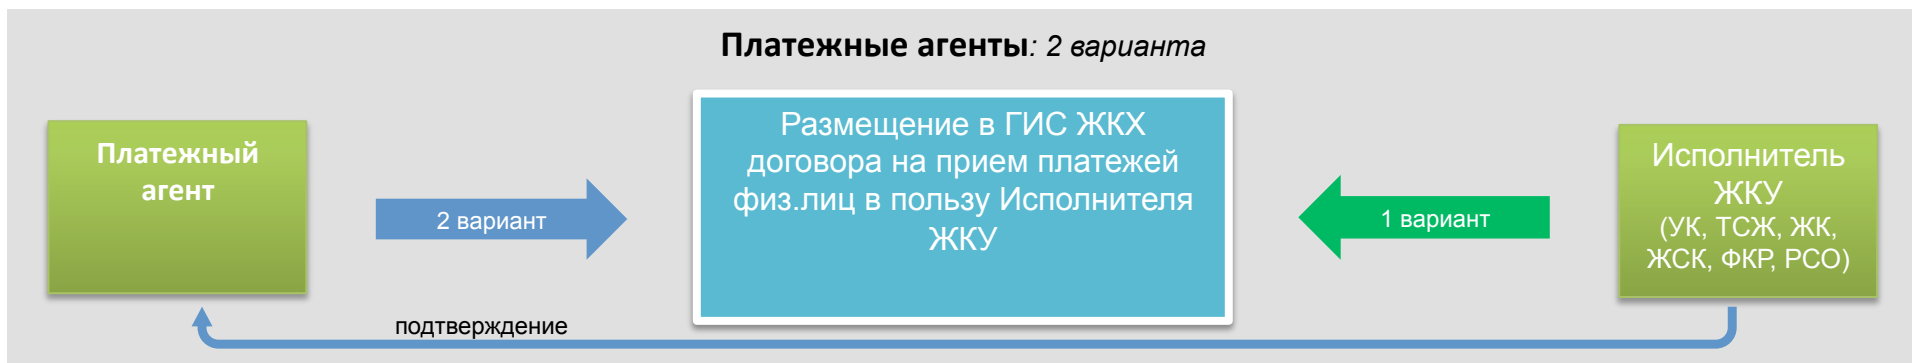 Платежные агенты: 2 варианта
Платежный
агент
2 вариант
Размещение в ГИС ЖКХ
договора на прием платежей
физ.лиц в пользу Исполнителя
ЖКУ
1 вариант
Исполнитель
ЖКУ
(УК, ТСЖ, ЖК,
ЖСК, ФКР, РСО)
подтверждение